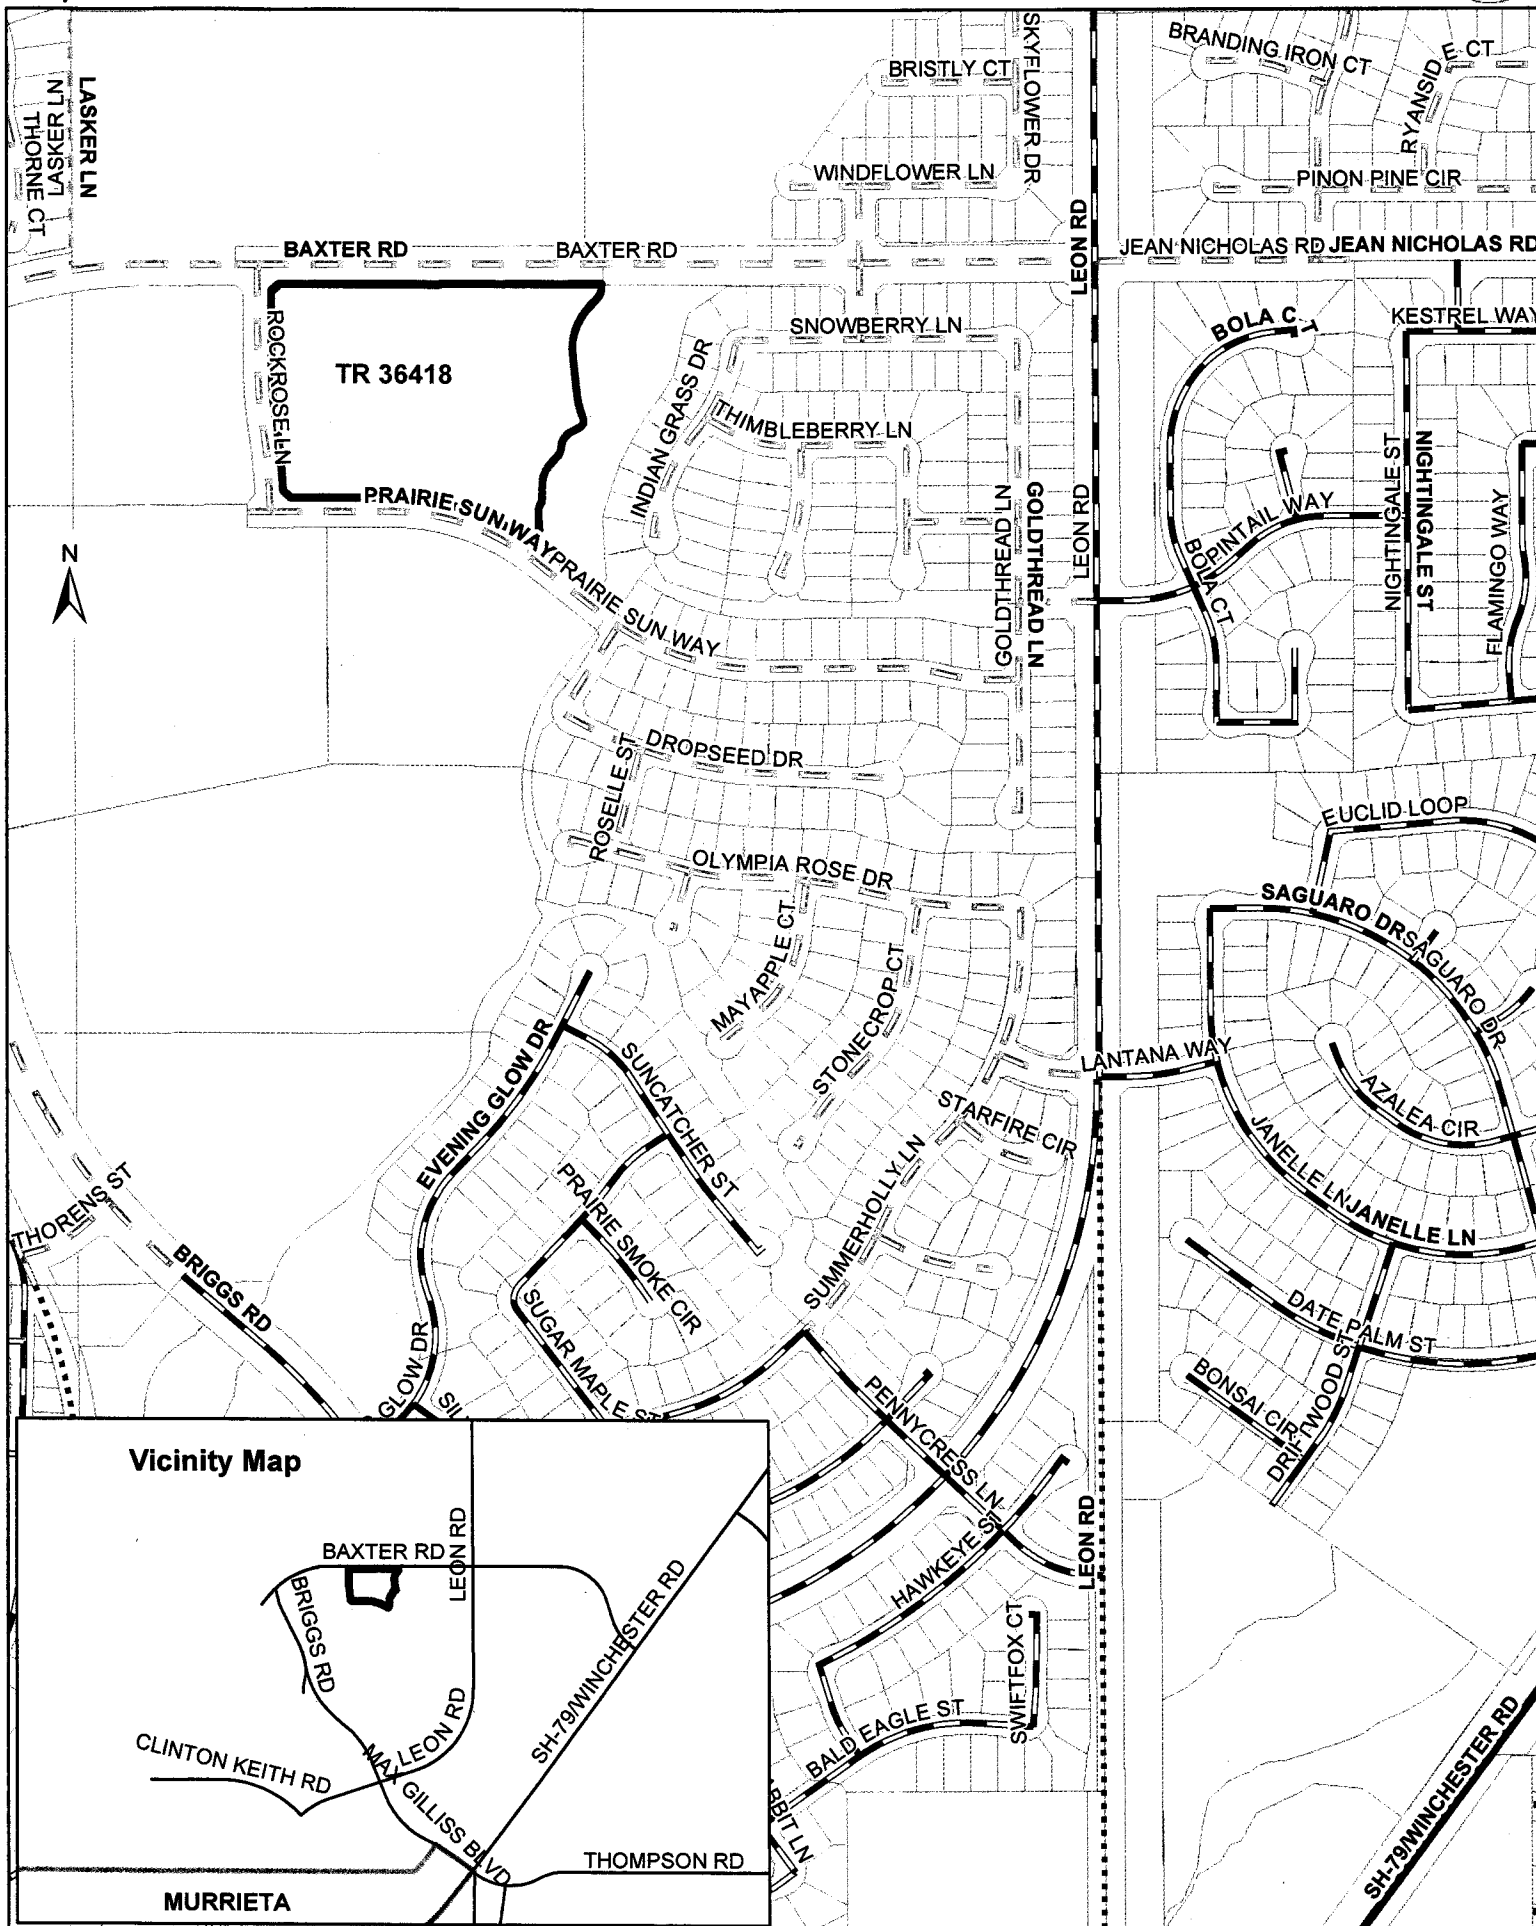 SKYFLOWER DR
BRANDING IRON CT
RYANSIDE CT
BRISTLY CT
LASKER LN
LASKER LN
THORNE CT
WINDFLOWER LN
PINON PINE CIR
LEON RD
BAXTER RD
BAXTER RD
JEAN NICHOLAS RD
JEAN NICHOLAS RD
ROCKROSE LN
TR 36418
SNOWBERRY LN
BOLA CT
KESTREL WAY
INDIAN GRASS DR
THIMBLEBERRY LN
NIGHTINGALE ST
NIGHTINGALE ST
PRAIRIE SUN WAY
PRAIRIE SUN WAY
GOLDTHREAD LN
GOLDTHREAD LN
LEON RD
PINTAIL WAY
BOLA CT
FLAMINGO WAY
N
DROPSEED DR
ROSELLE ST
EUCLID LOOP
OLYMPIA ROSE DR
SAGUARO DR
SAGUARO DR
MAYAPPLE CT
STONECROP CT
EVENING GLOW DR
SUNCATCHER ST
LANTANA WAY
AZALEA CIR
STARFIRE CIR
JANELLE LN
JANELLE LN
THORENS ST
PRAIRIE SMOKE CIR
SUMMERHOLLY LN
BRIGGS RD
SUGAR MAPLE ST
DATE PALM ST
GLOW DR
SIL
PENNYCRESS LN
BONSAI CIR
DRIFTWOOD ST
HAWKEYE ST
LEON RD
SWIFTFOX CT
BALD EAGLE ST
BBIT LN
SH-79/WINCHESTER RD
Vicinity Map
BAXTER RD
LEON RD
BRIGGS RD
SH-79/WINCHESTER RD
LEON RD
CLINTON KEITH RD
MAX GILLISS BLVD
THOMPSON RD
MURRIETA